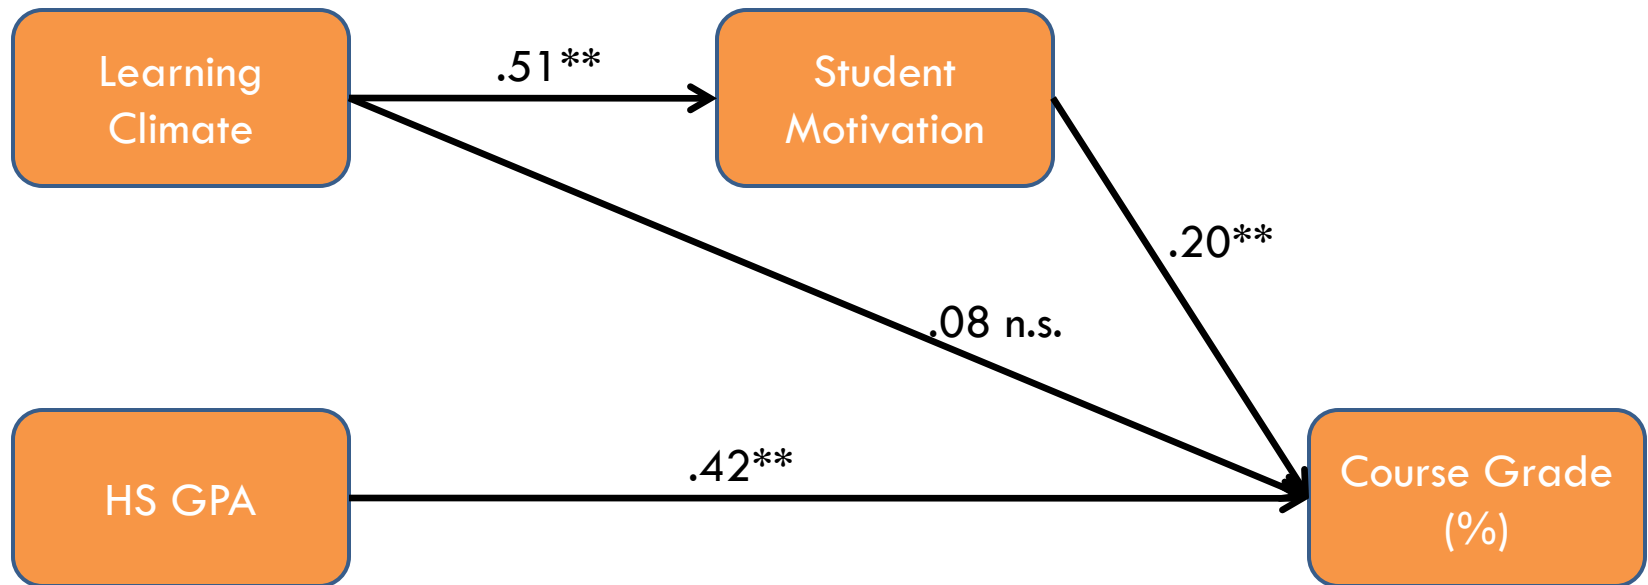 Learning
Climate
.51**
Student
Motivation
.20**
.08 n.s.
HS GPA
.42**
Course Grade
(%)